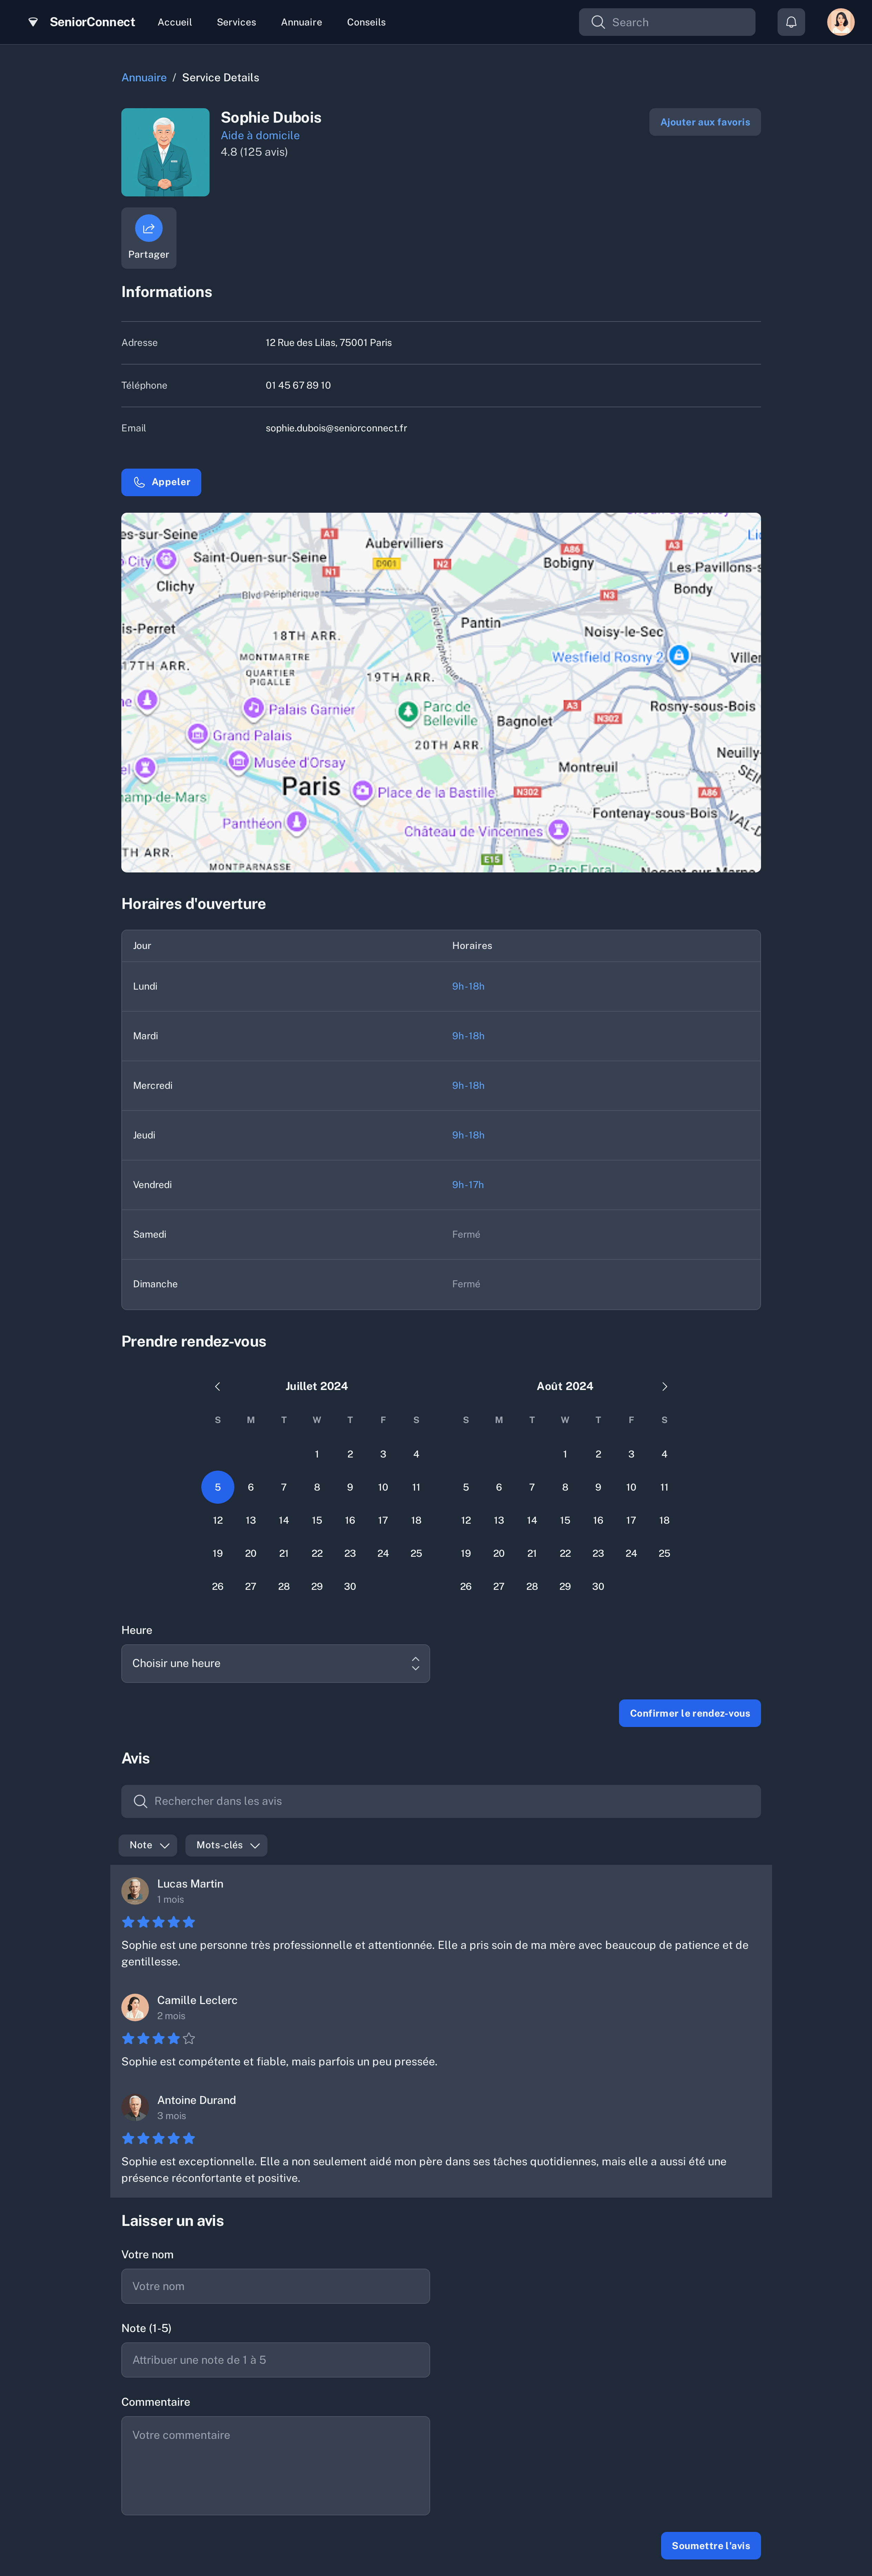 SeniorConnect Accueil Services Annuaire Conseils Search
Annuaire / Service Details
Sophie Dubois
Aide à domicile
4.8 (125 avis)
Ajouter aux favoris
Partager
Informations
Adresse 12 Rue des Lilas, 75001 Paris
Téléphone 01 45 67 89 10
Email sophie.dubois@seniorconnect.fr
Appeler
A1
A86
A3
Aubervilliers
Saint-Ouen-sur-Seine
City
D901
N2
Bobigny
Les Pavillons-s
N1
Clichy
Blvd Périphérique
N3
Bondy
Blvd Périphérique
Pantin
is-Perret
18TH ARR.
Noisy-le-Sec
MONTMARTRE
Westfield Rosny 2
Viller
17TH ARR.
QUARTIER
PIGALLE
19TH ARR.
Palais Garnier
Parc de
Belleville
A3
Rosny-sous-Bois
Bagnolet
N302
Grand Palais
20TH ARR.
Neuilly-
Musée d'Orsay
Montreuil
Paris
Place de la Bastille
N302
A86
hamp-de-Mars
Fontenay-sous-Bois
VAL-D
Panthéon
Château de Vincennes
TH ARR.
E15
MONTPARNASSE
Parc Floral
Nogent-sur-Marne
Horaires d'ouverture
Jour Horaires
Lundi 9h-18h
Mardi 9h-18h
Mercredi 9h-18h
Jeudi 9h-18h
Vendredi 9h-17h
Samedi Fermé
Dimanche Fermé
Prendre rendez-vous
Juillet 2024
S M T W T F S
1 2 3 4
5 6 7 8 9 10 11
12 13 14 15 16 17 18
19 20 21 22 23 24 25
26 27 28 29 30
Août 2024
S M T W T F S
1 2 3 4
5 6 7 8 9 10 11
12 13 14 15 16 17 18
19 20 21 22 23 24 25
26 27 28 29 30
Heure
Choisir une heure
Confirmer le rendez-vous
Avis
Rechercher dans les avis
Note Mots-clés
Lucas Martin
1 mois
Sophie est une personne très professionnelle et attentionnée. Elle a pris soin de ma mère avec beaucoup de patience et de
gentillesse.
Camille Leclerc
2 mois
Sophie est compétente et fiable, mais parfois un peu pressée.
Antoine Durand
3 mois
Sophie est exceptionnelle. Elle a non seulement aidé mon père dans ses tâches quotidiennes, mais elle a aussi été une
présence réconfortante et positive.
Laisser un avis
Votre nom
Votre nom
Note (1-5)
Attribuer une note de 1 à 5
Commentaire
Votre commentaire
Soumettre l'avis